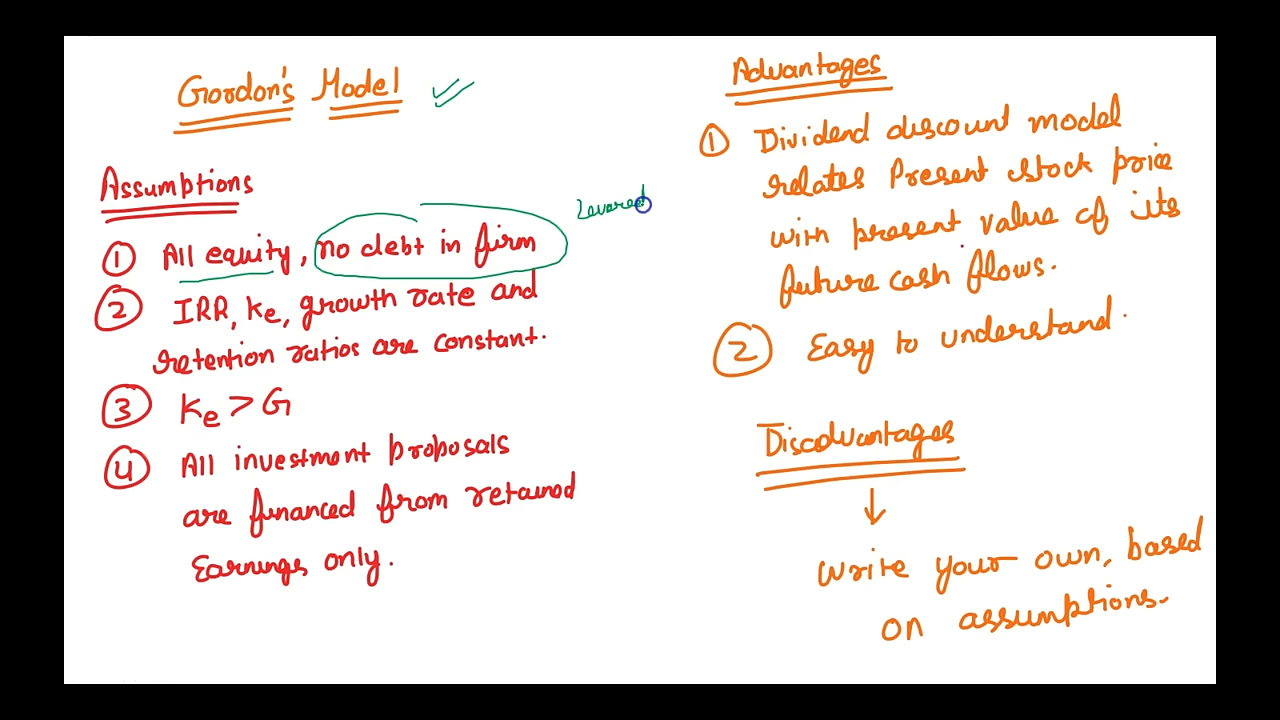 Gordon's Model
Assumptions
① All equity, no debt in firm
Levered
② IRR, Ke, growth rate and
retention ratios are constant.
③ Ke > G
④ All investment proposals
are financed from retained
Earnings only.
Advantages
① Dividend discount model
relates Present stock price
with present value of its
future cash flows.
② Easy to understand.
Disadvantages
↓
Write your own, based
on assumptions.